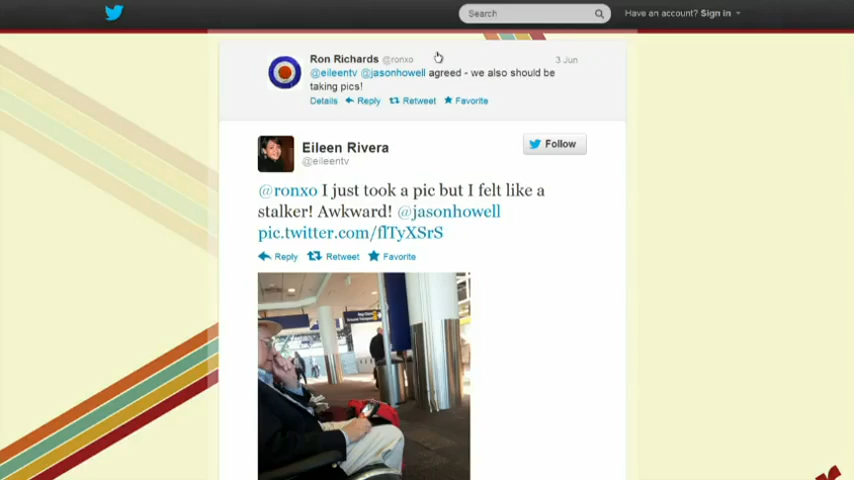 Search
Have an account? Sign in
Ron Richards @ronxo
3 Jun
@eileentv @jasonhowell agreed - we also should be
taking pics!
Details Reply Retweet Favorite
Eileen Rivera
@eileentv
Follow
@ronxo I just took a pic but I felt like a
stalker! Awkward! @jasonhowell
pic.twitter.com/flTyXSrS
Reply Retweet Favorite